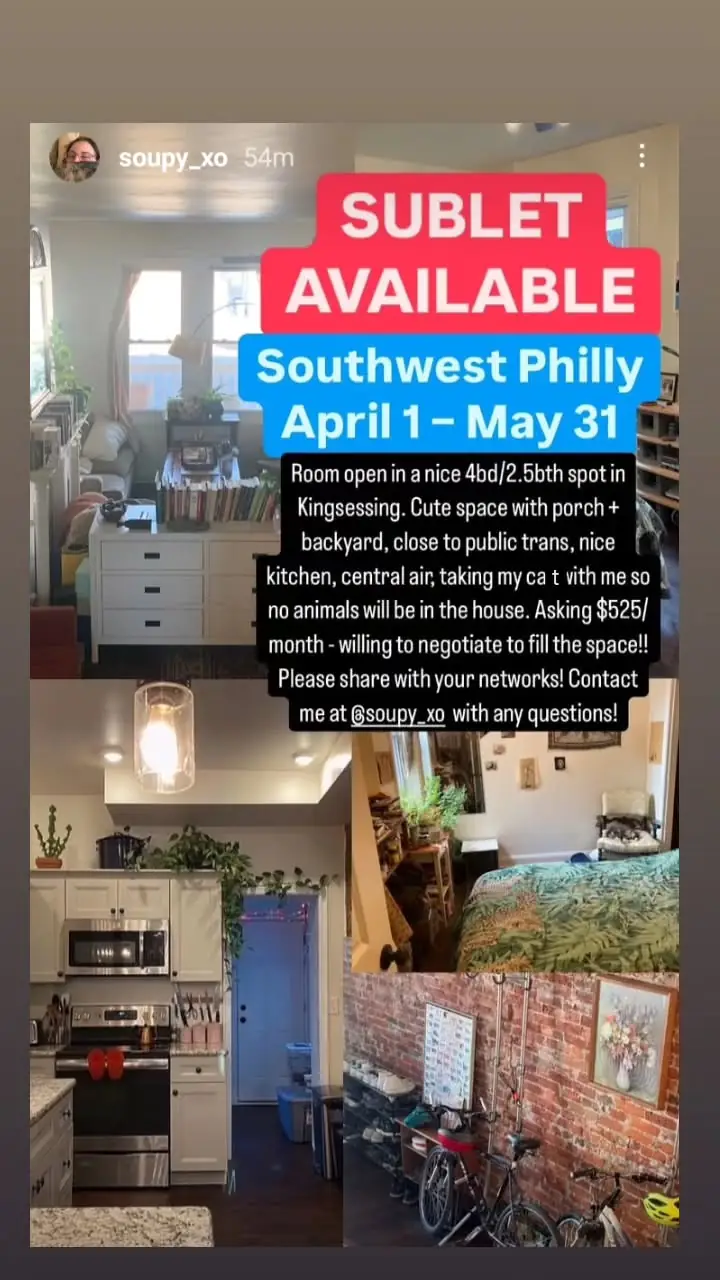 soupy_xo 54m
SUBLET
AVAILABLE
Southwest Philly
April 1 – May 31
Room open in a nice 4bd/2.5bth spot in
Kingsessing. Cute space with porch +
backyard, close to public trans, nice
kitchen, central air, taking my ca t vith me so
no animals will be in the house. Asking $525/
month - willing to negotiate to fill the space!!
Please share with your networks! Contact
me at @soupy_xo with any questions!